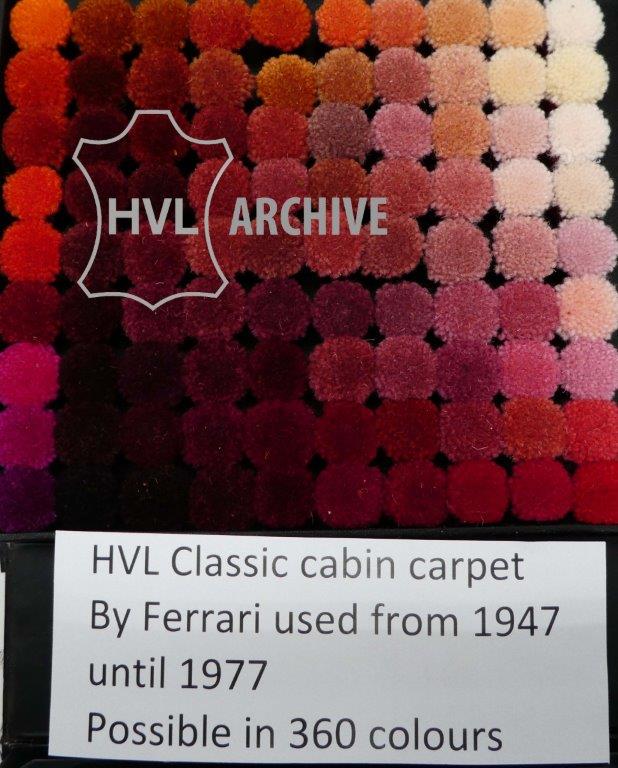 HVL ARCHIVE
HVL Classic cabin carpet
By Ferrari used from 1947
until 1977
Possible in 360 colours